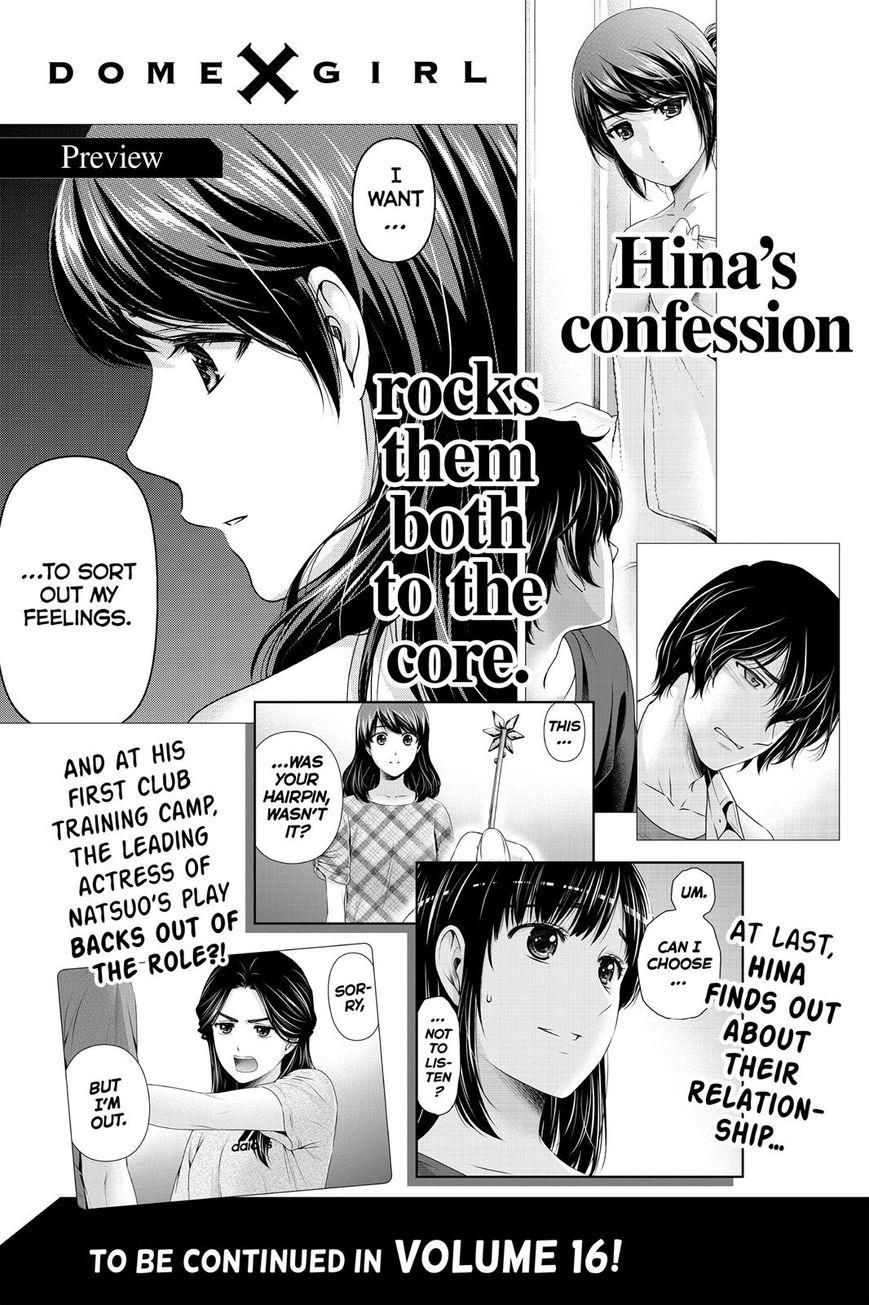 DOME X GIRL
Preview
I
WANT
...
...TO SORT
OUT MY
FEELINGS.
Hina's
confession
rocks
them
both
to the
core.
THIS
...
...WAS
YOUR
HAIRPIN,
WASN'T
IT?
AND AT HIS
FIRST CLUB
TRAINING CAMP,
THE LEADING
ACTRESS OF
NATSUO'S PLAY
BACKS OUT OF
THE ROLE?!
UM.
CAN I
CHOOSE
...
...
NOT
TO
LIS-
TEN
?
AT LAST,
HINA
FINDS OUT
ABOUT
THEIR
RELATION-
SHIP...
SOR-
RY,
BUT
I'M
OUT.
daidas
TO BE CONTINUED IN VOLUME 16!